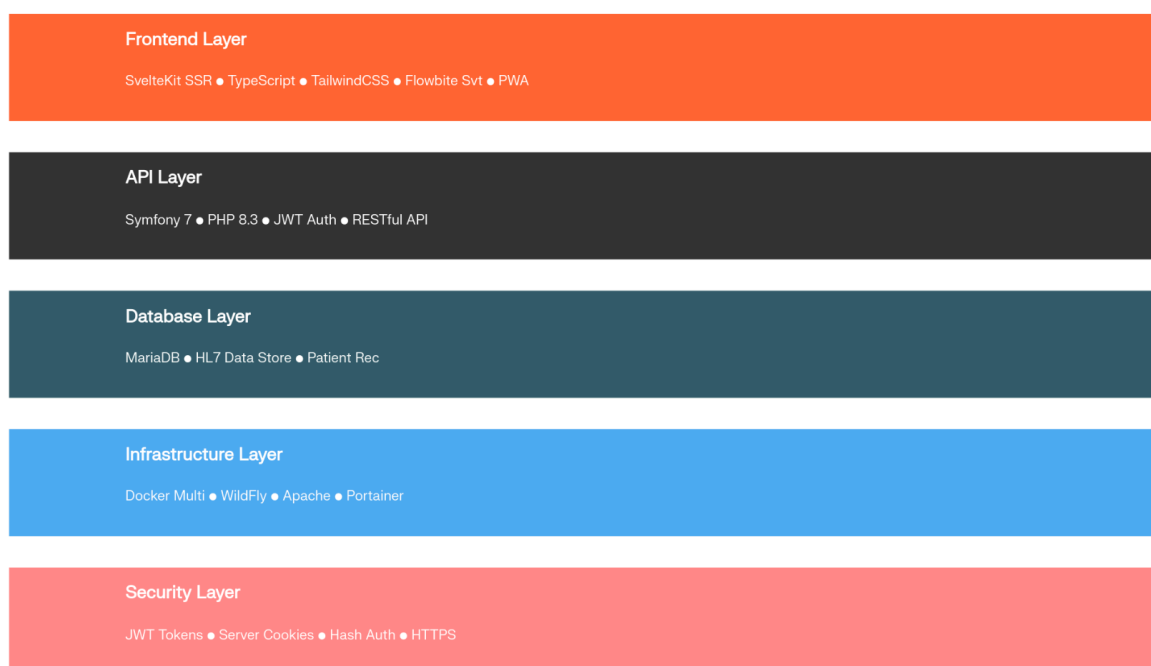 Frontend Layer
SvelteKit SSR ● TypeScript ● TailwindCSS ● Flowbite Svt ● PWA
API Layer
Symfony 7 ● PHP 8.3 ● JWT Auth ● RESTful API
Database Layer
MariaDB ● HL7 Data Store ● Patient Rec
Infrastructure Layer
Docker Multi ● WildFly ● Apache ● Portainer
Security Layer
JWT Tokens ● Server Cookies ● Hash Auth ● HTTPS